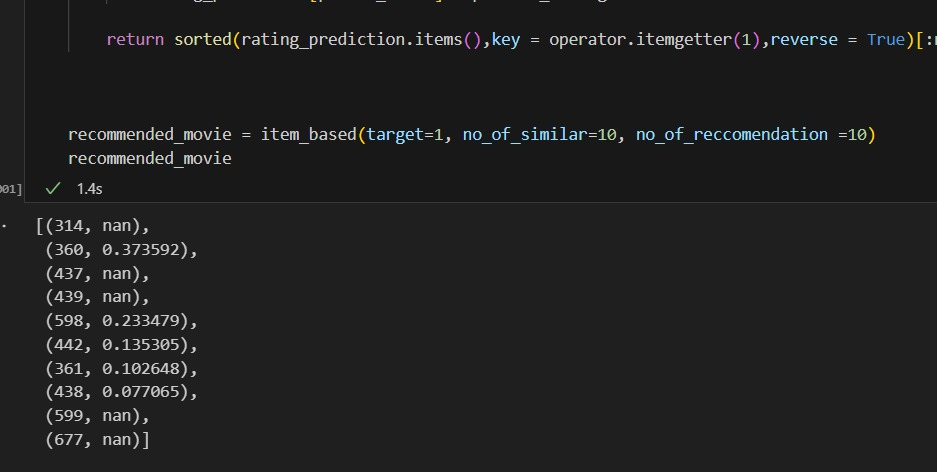 return sorted(rating_prediction.items(),key = operator.itemgetter(1),reverse = True)[:
recommended_movie = item_based(target=1, no_of_similar=10, no_of_reccomendation =10)
recommended_movie
001] ✓ 1.4s
[(314, nan),
(360, 0.373592),
(437, nan),
(439, nan),
(598, 0.233479),
(442, 0.135305),
(361, 0.102648),
(438, 0.077065),
(599, nan),
(677, nan)]